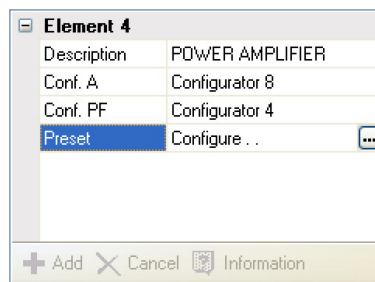 Element 4
Description POWER AMPLIFIER
Conf. A Configurator 8
Conf. PF Configurator 4
Preset Configure . . ...
Add Cancel Information